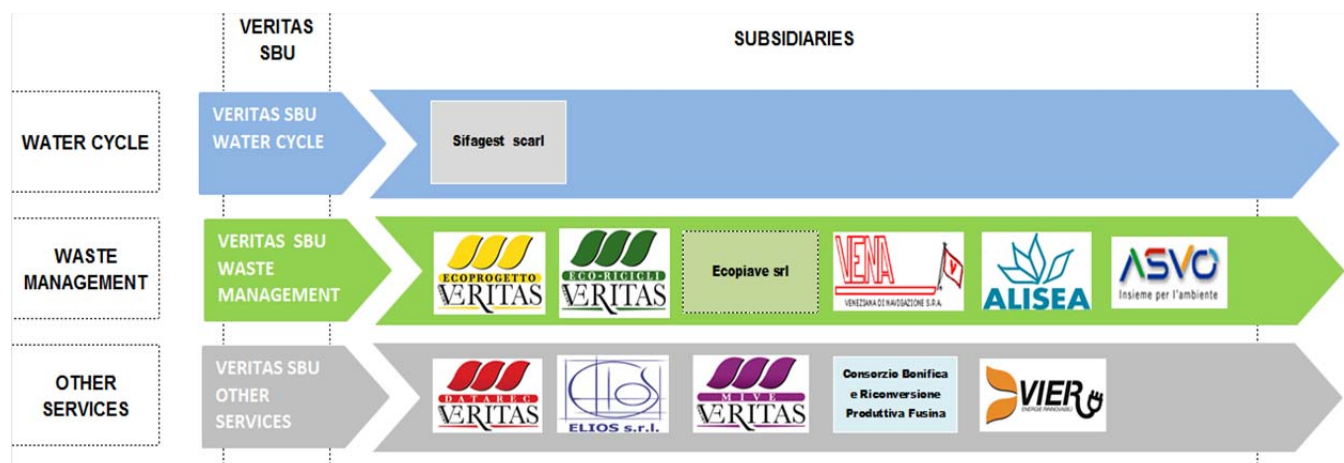 VERITAS
SBU
SUBSIDIARIES
WATER CYCLE
VERITAS SBU
WATER CYCLE
Sifagest scarl
WASTE
MANAGEMENT
VERITAS SBU
WASTE
MANAGEMENT
ECOPROGETTO
VERITAS
ECO-RICICLI
VERITAS
Ecopiave srl
VENA
V
VENEZIANA DI NAVIGAZIONE S.R.A.
ALISEA
ASVO
Insieme per l'ambiente
OTHER
SERVICES
VERITAS SBU
OTHER
SERVICES
DATAREC
VERITAS
ELIOS
ELIOS s.r.l.
MIVE
VERITAS
Consorzio Bonifica
e Riconversione
Produttiva Fusina
VIER
ENERGIE RINNOVABILI